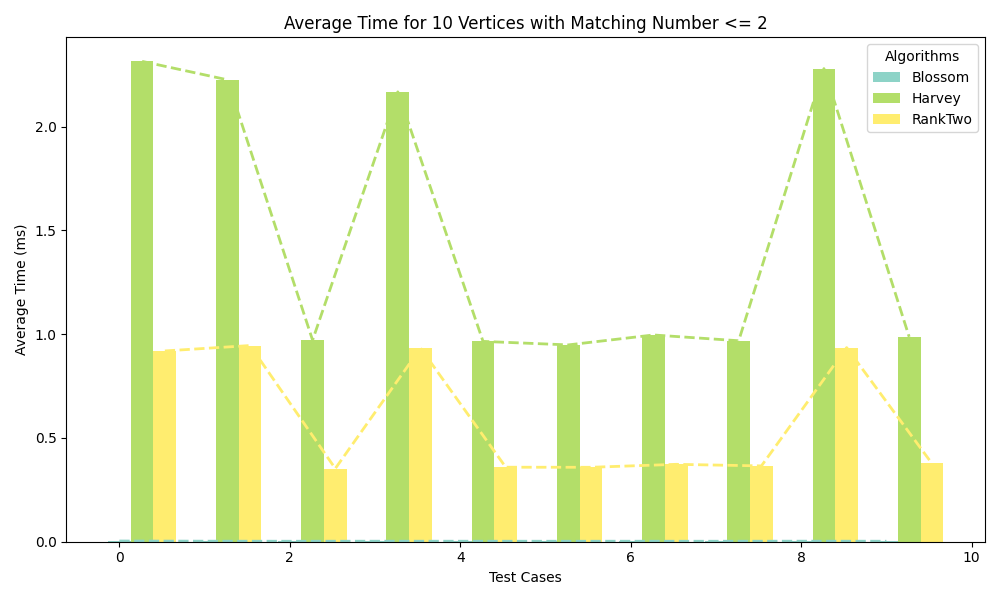 Average Time for 10 Vertices with Matching Number <= 2
Algorithms
Blossom
Harvey
RankTwo
Average Time (ms)
2.0
1.5
1.0
0.5
0.0
0 2 4 6 8 10
Test Cases